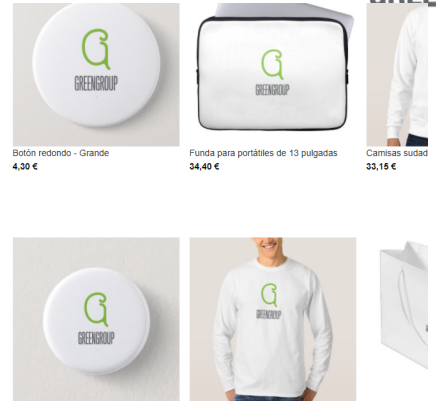 GREENGROUP
GREENGROUP
Botón redondo - Grande
4,30 €
Funda para portátiles de 13 pulgadas
34,40 €
Camisas sudad
33,15 €
GREENGROUP
GREENGROUP